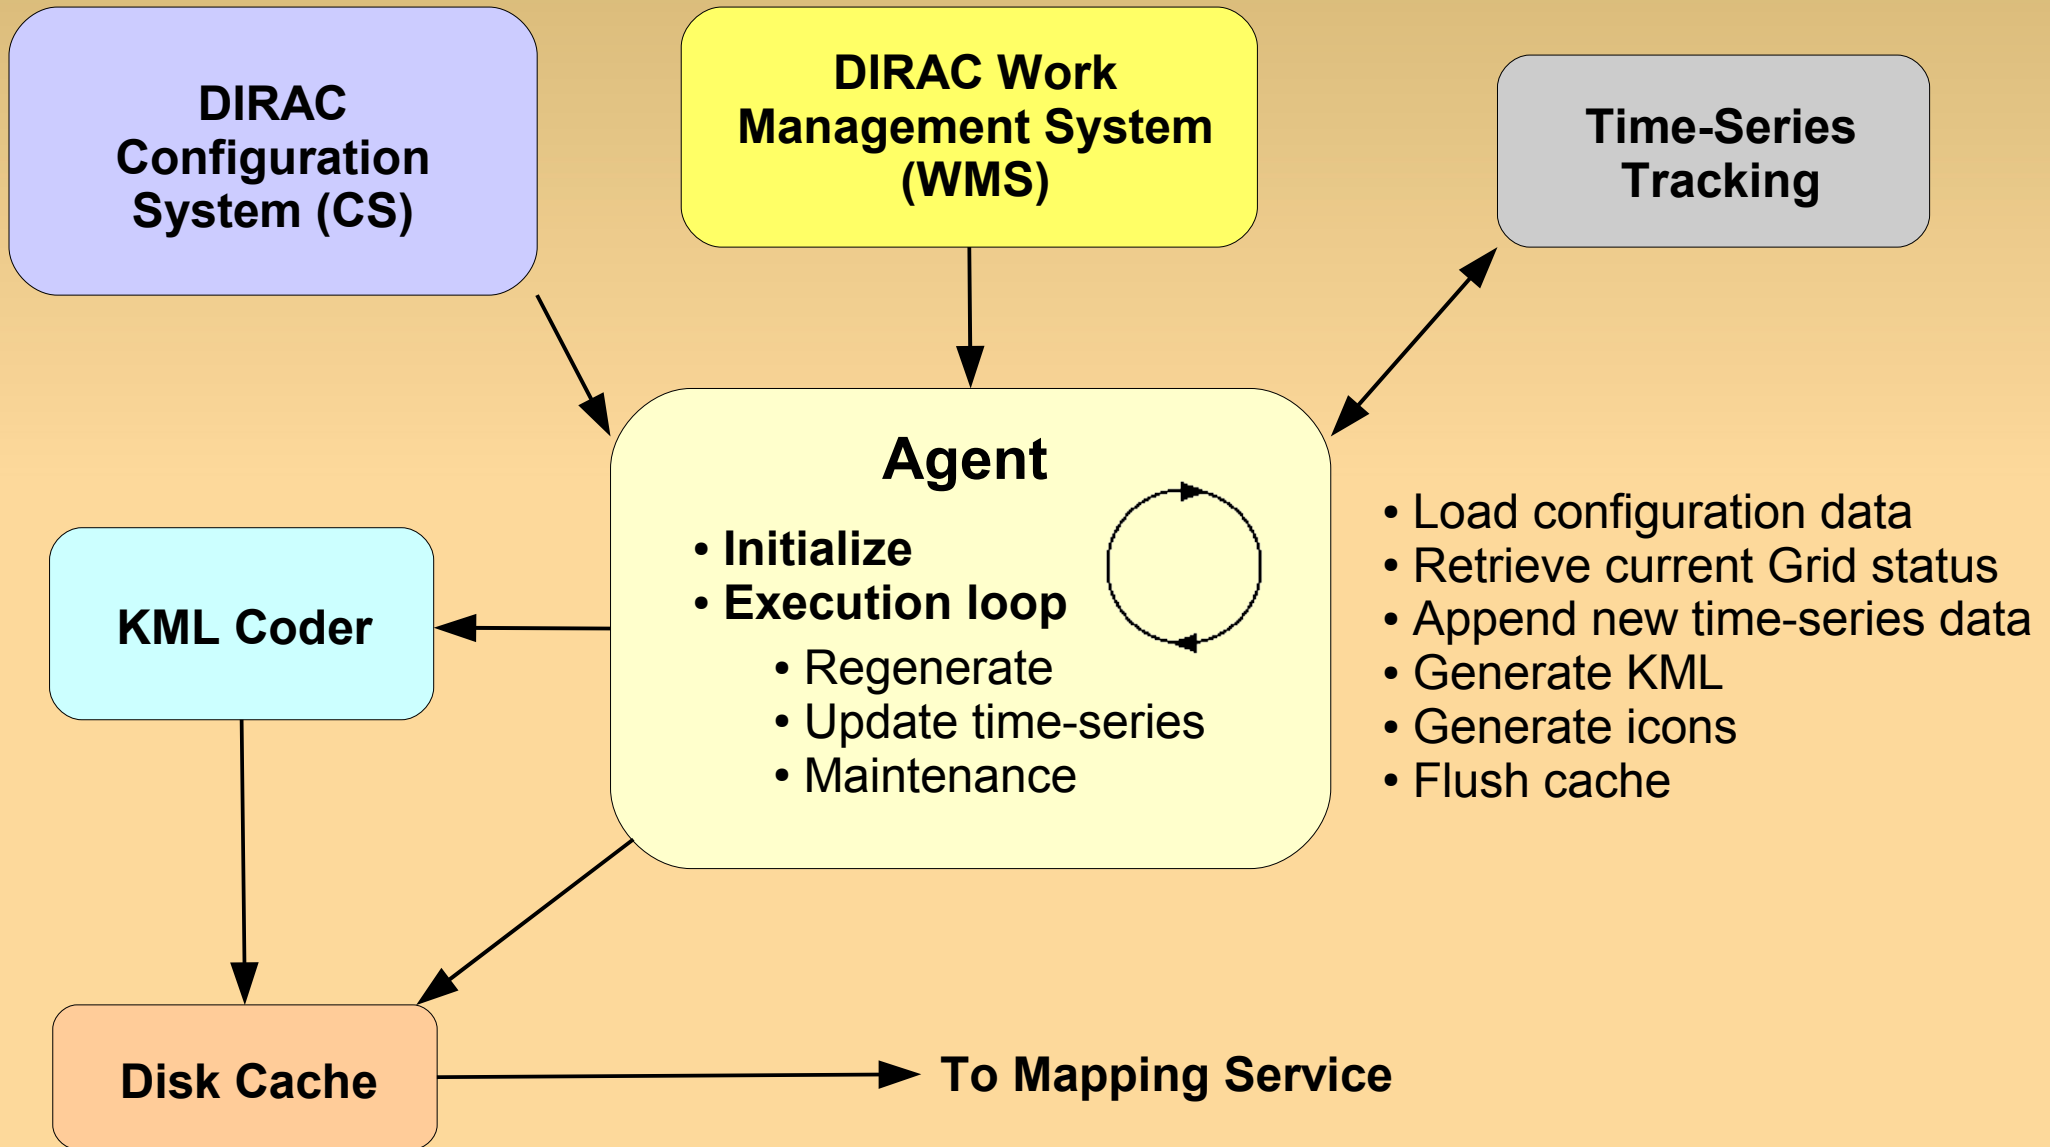 DIRAC
Configuration
System (CS)
DIRAC Work
Management System
(WMS)
Time-Series
Tracking
Agent
• Initialize
• Execution loop
• Regenerate
• Update time-series
• Maintenance
• Load configuration data
• Retrieve current Grid status
• Append new time-series data
• Generate KML
• Generate icons
• Flush cache
KML Coder
Disk Cache
To Mapping Service